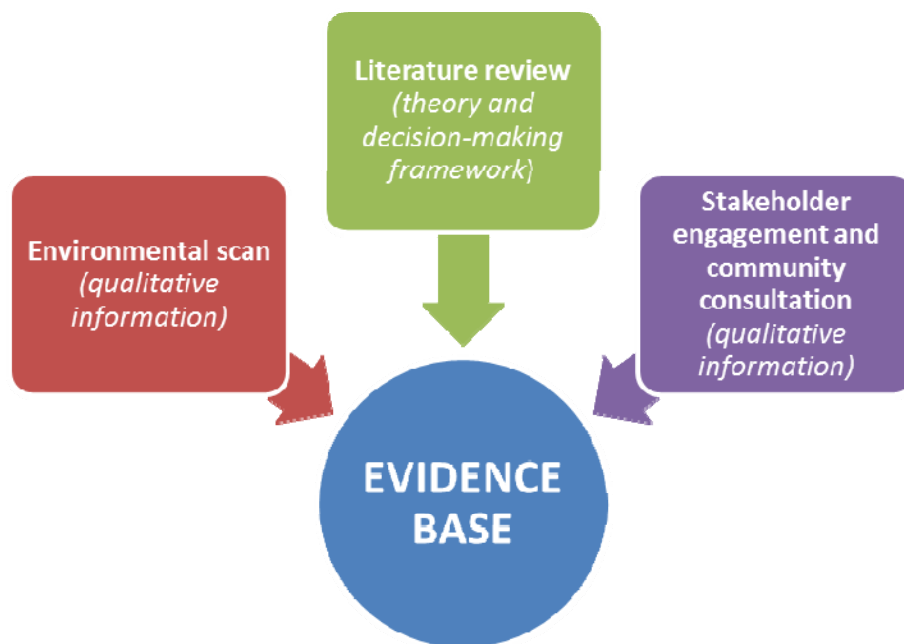 Literature review
(theory and
decision-making
framework)
Environmental scan
(qualitative
information)
Stakeholder
engagement and
community
consultation
(qualitative
information)
EVIDENCE
BASE